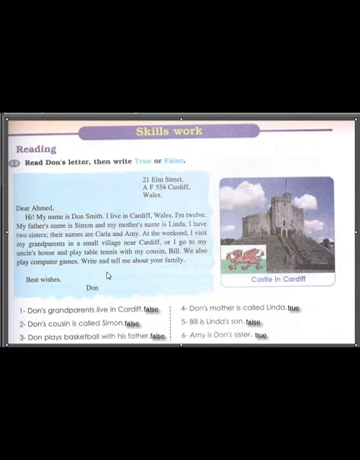 Skills work
Reading
Read Don's letter, then write True or False.
21 Elm Street,
A F 554 Cardiff,
Wales.
Dear Ahmed,
Hi! My name is Don Smith. I live in Cardiff, Wales. I'm twelve.
My father's name is Simon and my mother's name is Linda. I have
two sisters; their names are Carla and Amy. At the weekend, I visit
my grandparents in a small village near Cardiff, or I go to my
uncle's house and play table tennis with my cousin, Bill. We also
play computer games. Write and tell me about your family.
Best wishes.
Don
Castle in Cardiff
1- Don's grandparents live in Cardiff.false
2- Don's cousin is called Simon.false
3- Don plays basketball with his father.false
4- Don's mother is called Linda.true
5- Bill is Linda's son.false
6- Amy is Don's sister. true